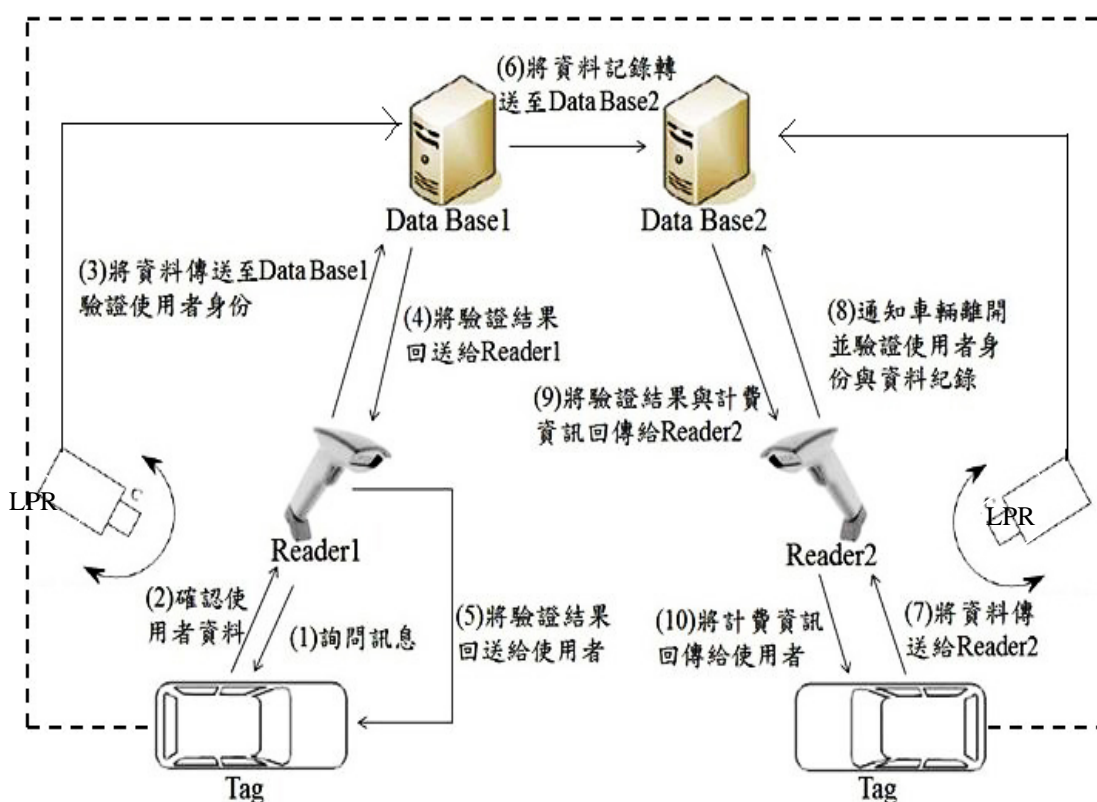 (6)將資料記錄轉
送至Data Base2
Data Base1
Data Base2
(3)將資料傳送至Data Base1
驗證使用者身份
(4)將驗證結果
回送給Reader1
(8)通知車輛離開
並驗證使用者身
份與資料紀錄
(9)將驗證結果與計費
資訊回傳給Reader2
LPR
LPR
Reader1
Reader2
(2)確認使
用者資料
(1)詢問訊息
(5)將驗證結果
回送給使用者
(10)將計費資訊
回傳給使用者
(7)將資料傳
送給Reader2
Tag
Tag